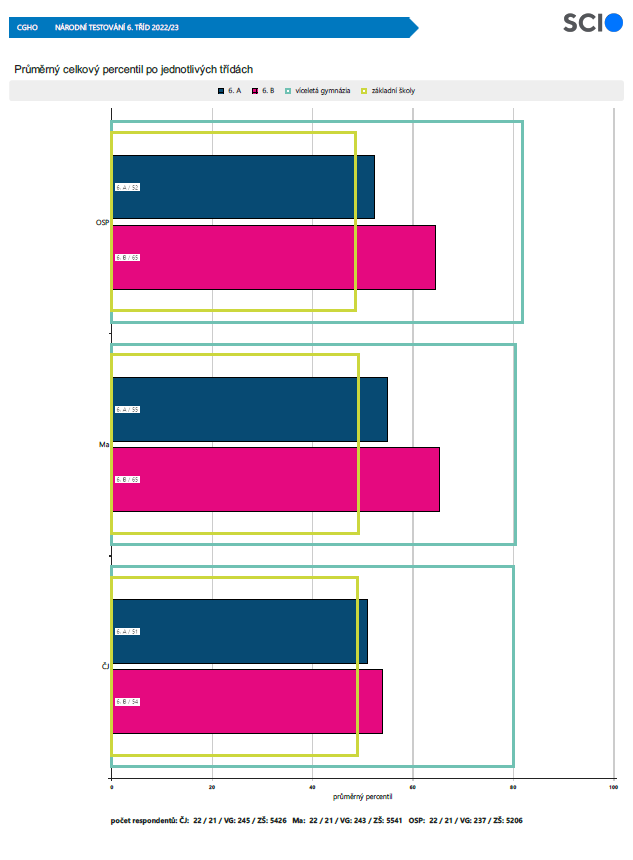 CGHO NÁRODNÍ TESTOVÁNÍ 6. TŘÍD 2022/23
SCIO
Průměrný celkový percentil po jednotlivých třídách
6. A 6. B víceletá gymnázia základní školy
6. A / 52
OSP
6. B / 65
6. A / 55
Ma
6. B / 65
6. A / 51
ČJ
6. B / 54
0 20 40 60 80 100
průměrný percentil
počet respondentů: ČJ: 22 / 21 / VG: 245 / ZŠ: 5426 Ma: 22 / 21 / VG: 243 / ZŠ: 5541 OSP: 22 / 21 / VG: 237 / ZŠ: 5206